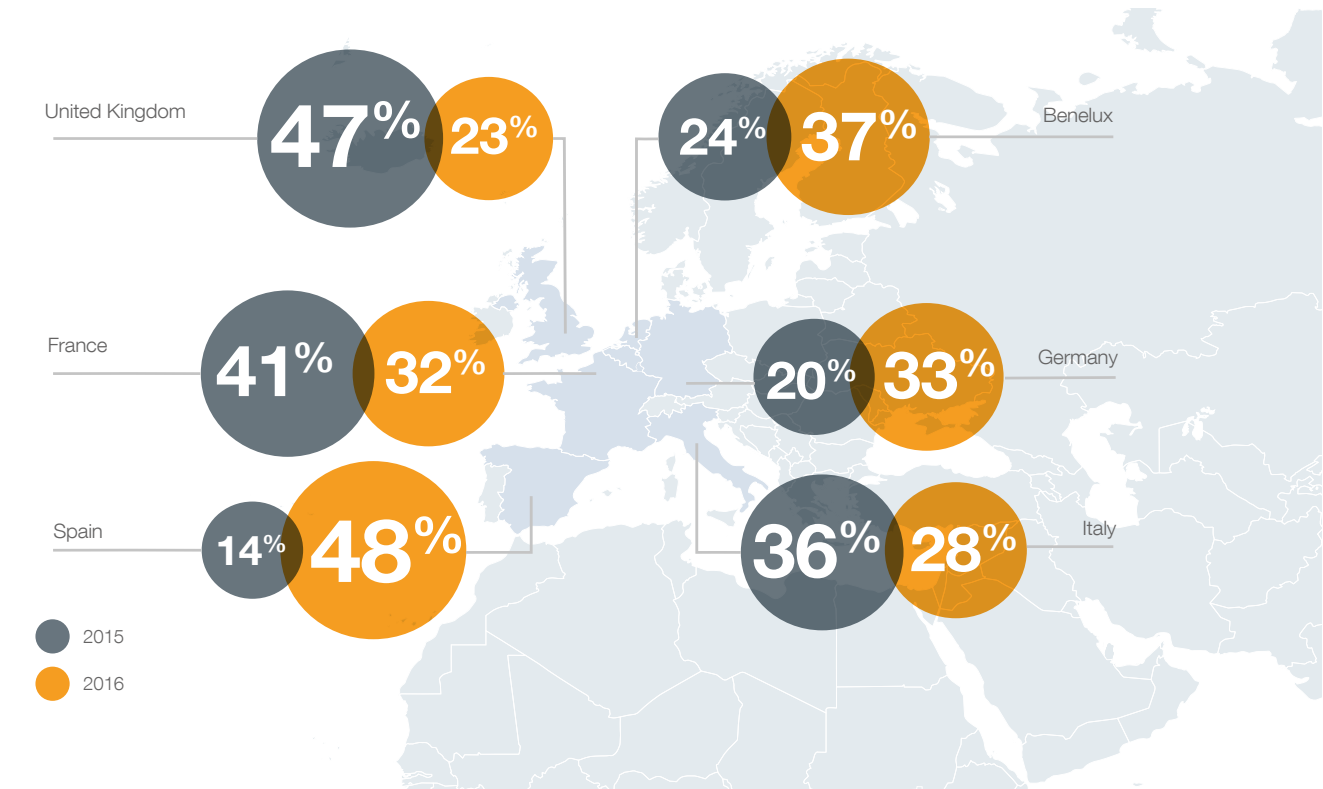 United Kingdom
47%
23%
24%
37%
Benelux
France
41%
32%
20%
33%
Germany
Spain
14%
48%
36%
28%
Italy
2015
2016